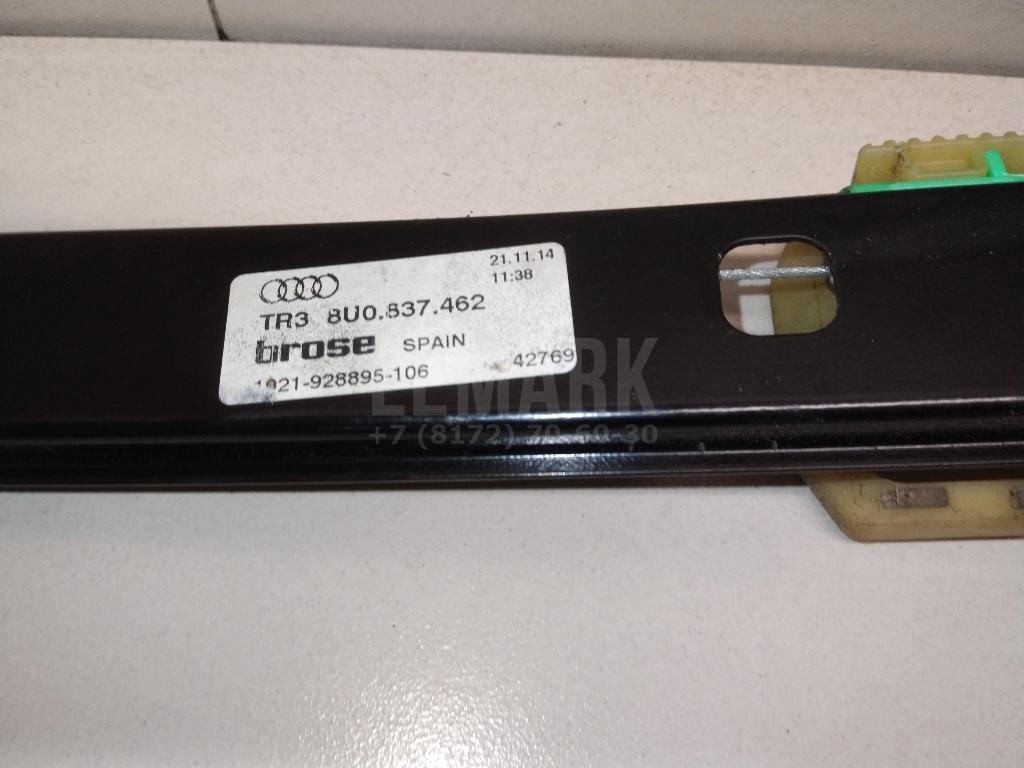 21.11.14
11:38
TR3 8U0.837.462
brose SPAIN
1021-928895-106 42769
LLMARK
+7 (8172) 70-60-30